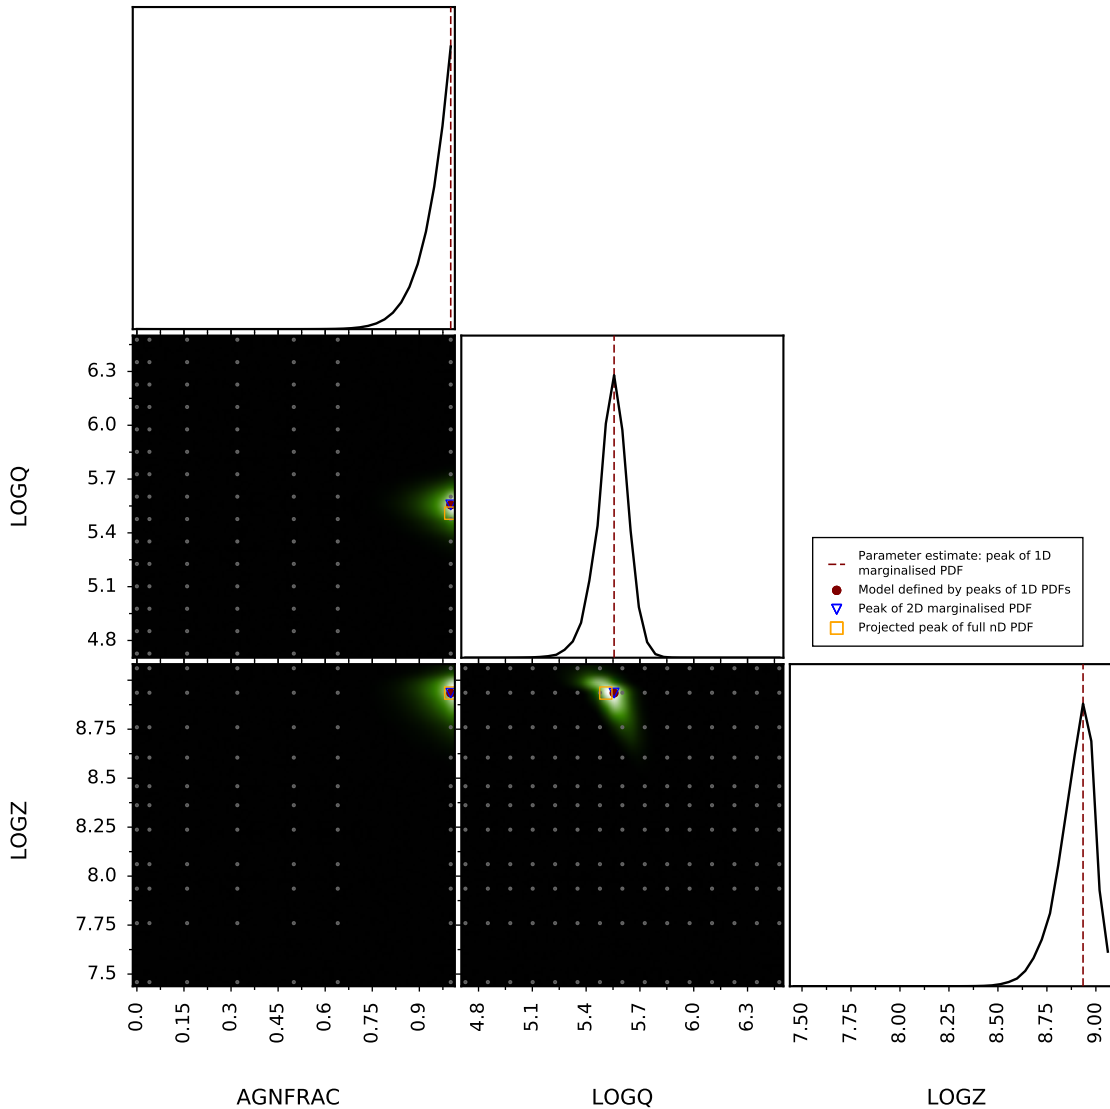 6.3
6.0
5.7
5.4
5.1
4.8
LOGQ
Parameter estimate: peak of 1D
marginalised PDF
Model defined by peaks of 1D PDFs
Peak of 2D marginalised PDF
Projected peak of full nD PDF
8.75
8.5
8.25
8.0
7.75
7.5
LOGZ
0.0 0.15 0.3 0.45 0.6 0.75 0.9
4.8 5.1 5.4 5.7 6.0 6.3
7.50 7.75 8.00 8.25 8.50 8.75 9.00
AGNFRAC LOGQ LOGZ